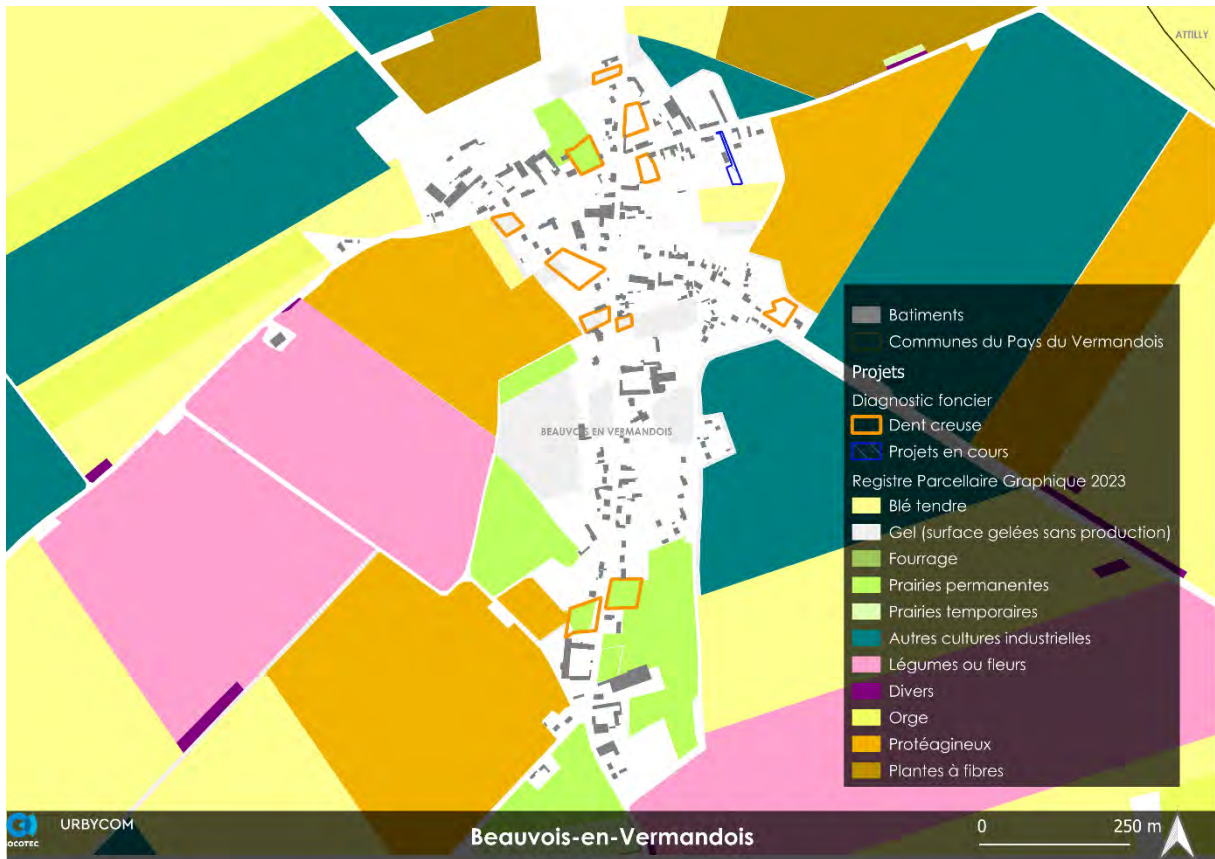 ATTILLY
BEAUVOIS EN VERMANDOIS
Batiments
Communes du Pays du Vermandois
Projets
Diagnostic foncier
Dent creuse
Projets en cours
Registre Parcellaire Graphique 2023
Blé tendre
Gel (surface gelées sans production)
Fourrage
Prairies permanentes
Prairies temporaires
Autres cultures industrielles
Légumes ou fleurs
Divers
Orge
Protéagineux
Plantes à fibres
OCOTEC
URBYCOM
Beauvois-en-Vermandois
0 250 m